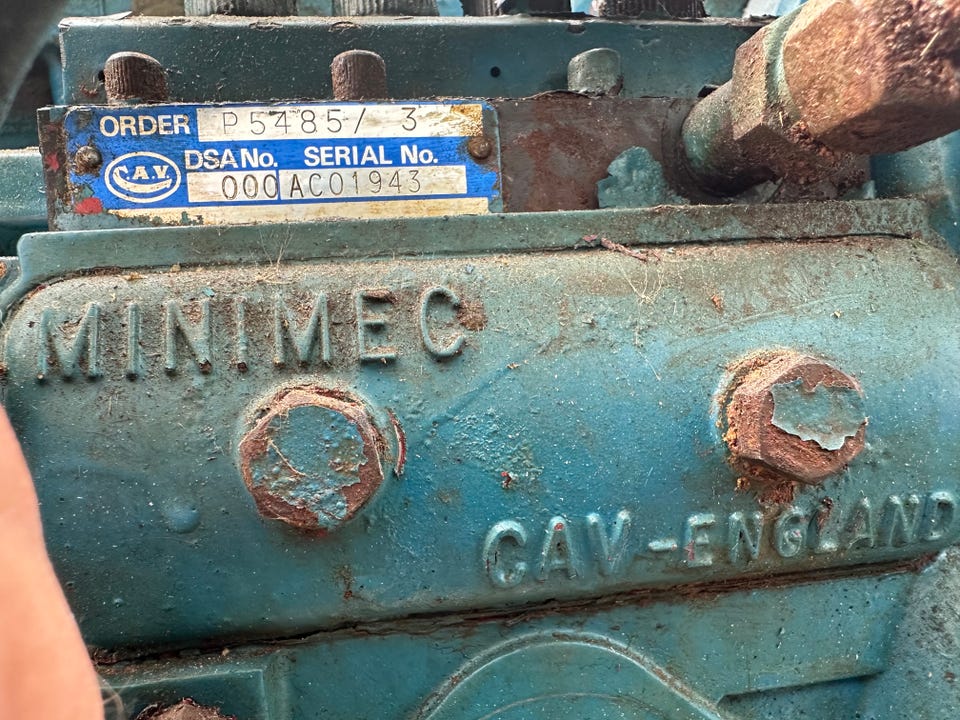 ORDER P5485/ 3
C.A.V. DSA No. SERIAL No.
000 AC01943
MINIMEC
CAV-ENGLAND